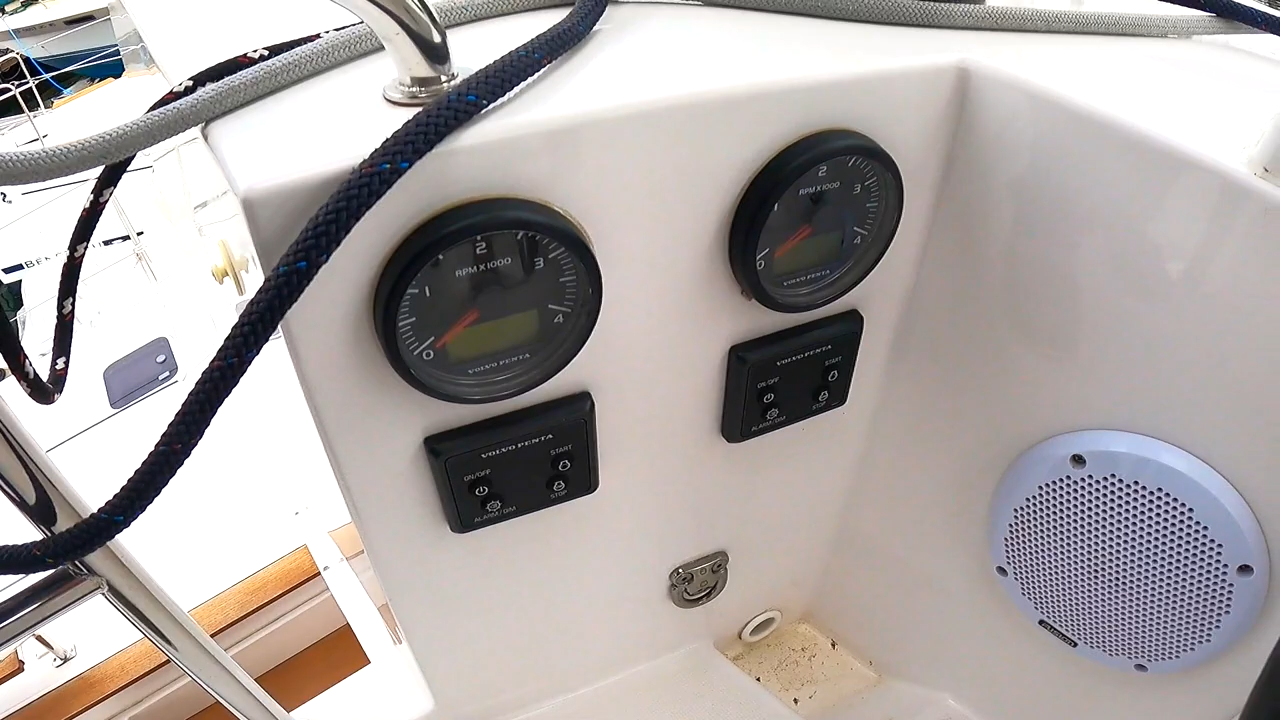 2
RPM X 1000
1
3
0
4
VOLVO PENTA
2
RPM X 1000
3
0
4
VOLVO PENTA
VOLVO PENTA
ON/OFF
START
ALARM/DIM
STOP
VOLVO PENTA
ON/OFF
START
ALARM/DIM
STOP